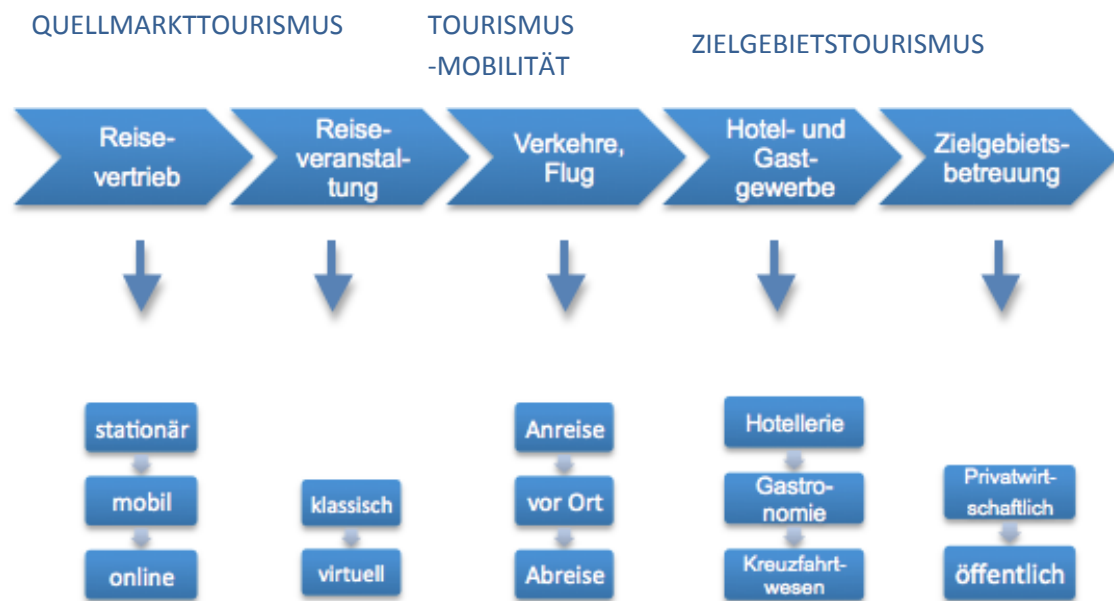 QUELLMARKTTOURISMUS
TOURISMUS
-MOBILITÄT
ZIELGEBIETSTOURISMUS
Reise-
vertrieb
Reise-
veranstal-
tung
Verkehre,
Flug
Hotel- und
Gast-
gewerbe
Zielgebiets-
betreuung
stationär
mobil
online
klassisch
virtuell
Anreise
vor Ort
Abreise
Hotellerie
Gastro-
nomie
Kreuzfahrt-
wesen
Privatwirt-
schaftlich
öffentlich